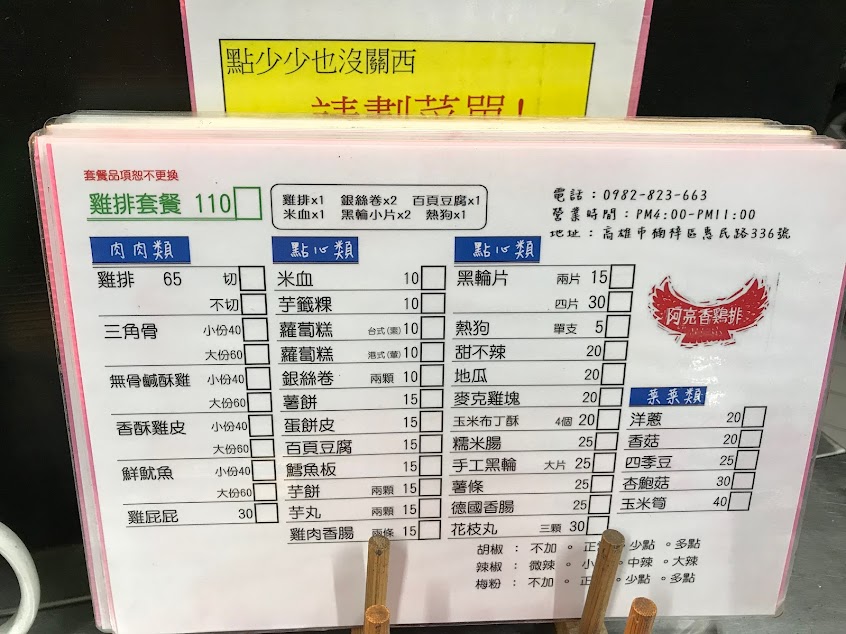 點少少也沒關西
請劃菜單!
套餐品項恕不更換
雞排套餐 110
雞排x1 銀絲卷x2 百頁豆腐x1
米血x1 黑輪小片x2 熱狗x1
電話：0982-823-663
營業時間：PM4:00-PM11:00
地址：高雄市楠梓區惠民路336號
肉肉類
雞排 65 切
不切
三角骨 小份40
大份60
無骨鹹酥雞 小份40
大份60
香酥雞皮 小份40
大份60
鮮魷魚 小份40
大份60
雞屁屁 30
點心類
米血 10
芋籤粿 10
蘿蔔糕 台式(素) 10
蘿蔔糕 港式(葷) 10
銀絲卷 兩顆 10
薯餅 15
蛋餅皮 15
百頁豆腐 15
鱈魚板 15
芋餅 兩顆 15
芋丸 兩顆 15
雞肉香腸 兩條 15
點心類
黑輪片 兩片 15
四片 30
熱狗 單支 5
甜不辣 20
地瓜 20
麥克雞塊 20
玉米布丁酥 4個 20
糯米腸 25
手工黑輪 大片 25
薯條 25
德國香腸 25
花枝丸 三顆 30
阿亮香鷄排
菜菜類
洋蔥 20
香菇 20
四季豆 25
杏鮑菇 30
玉米筍 40
胡椒：不加。正常。少點。多點
辣椒：微辣。小。中辣。大辣
梅粉：不加。正。少點。多點